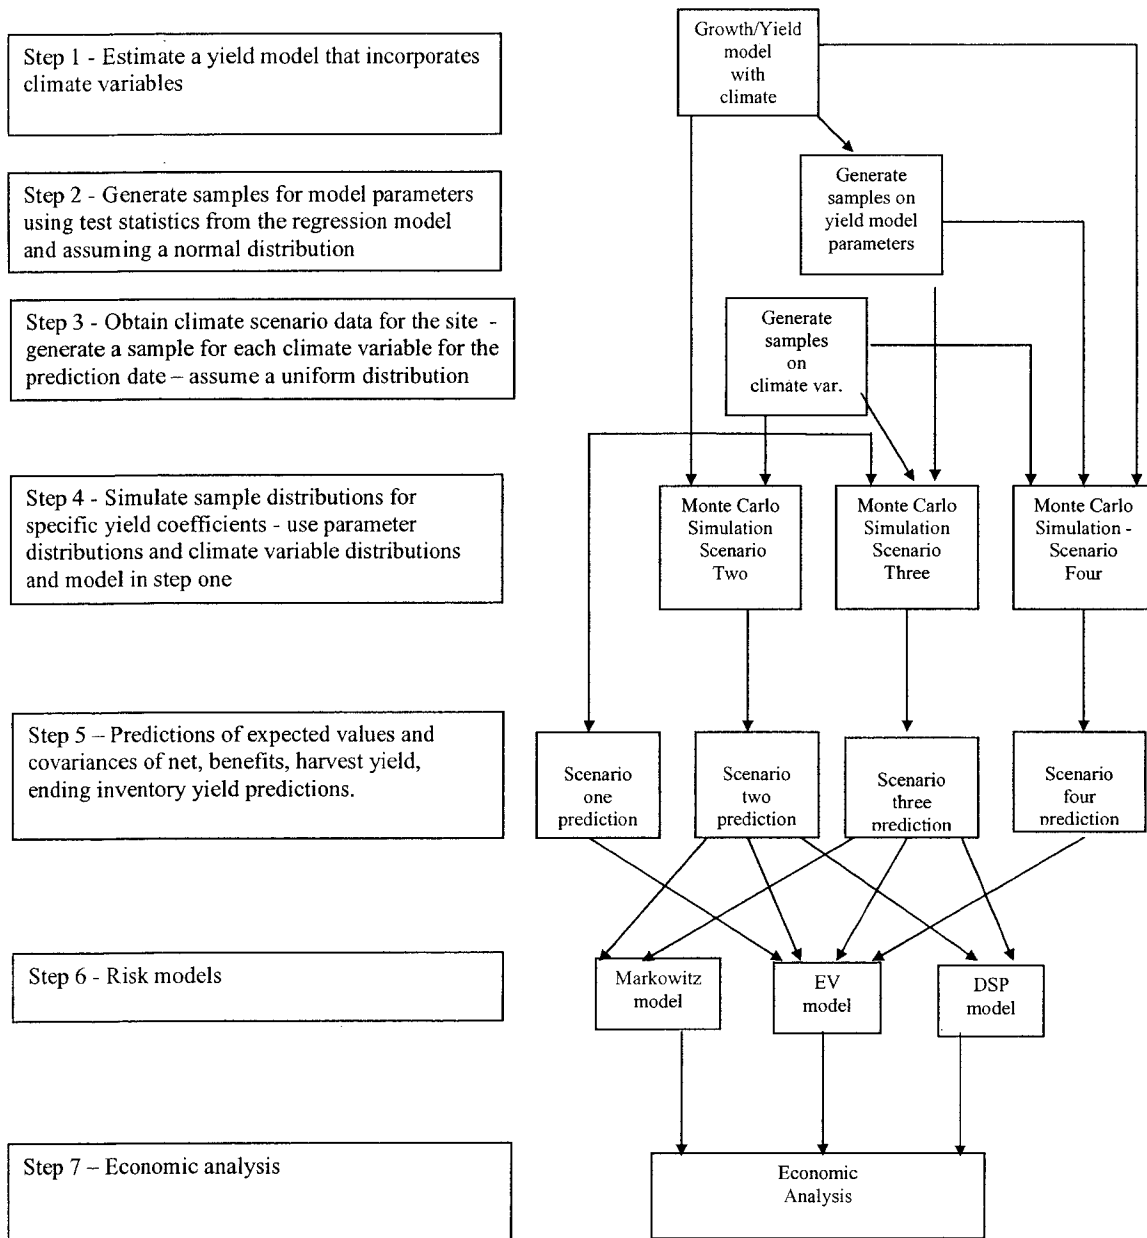 Step 1 - Estimate a yield model that incorporates
climate variables
Step 2 - Generate samples for model parameters
using test statistics from the regression model
and assuming a normal distribution
Step 3 - Obtain climate scenario data for the site -
generate a sample for each climate variable for the
prediction date – assume a uniform distribution
Step 4 - Simulate sample distributions for
specific yield coefficients - use parameter
distributions and climate variable distributions
and model in step one
Step 5 – Predictions of expected values and
covariances of net, benefits, harvest yield,
ending inventory yield predictions.
Step 6 - Risk models
Step 7 – Economic analysis
Growth/Yield
model
with
climate
Generate
samples on
yield model
parameters
Generate
samples
on
climate var.
Monte Carlo
Simulation
Scenario
Two
Monte Carlo
Simulation
Scenario
Three
Monte Carlo
Simulation -
Scenario
Four
Scenario
one
prediction
Scenario
two
prediction
Scenario
three
prediction
Scenario
four
prediction
Markowitz
model
EV
model
DSP
model
Economic
Analysis